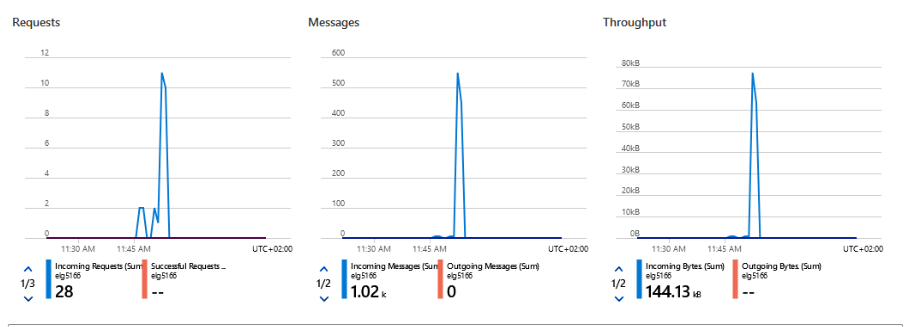 Requests
12
10
8
6
4
2
0
11:30 AM 11:45 AM UTC+02:00
1/3
Incoming Requests (Sum
elg5166
28
Successful Requests ...
elg5166
--
Messages
600
500
400
300
200
100
0
11:30 AM 11:45 AM UTC+02:00
1/2
Incoming Messages (Sum
elg5166
1.02 k
Outgoing Messages (Sum)
elg5166
0
Throughput
80kB
70kB
60kB
50kB
40kB
30kB
20kB
10kB
0B
11:30 AM 11:45 AM UTC+02:00
1/2
Incoming Bytes. (Sum)
elg5166
144.13 kB
Outgoing Bytes. (Sum)
elg5166
--